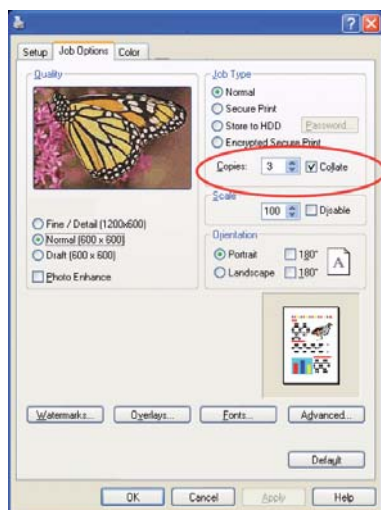 Setup Job Options Color
Quality
Fine / Detail (1200x600)
Normal (600 x 600)
Draft (600 x 600)
Photo Enhance
Job Type
Normal
Secure Print
Store to HDD Password...
Encrypted Secure Print
Copies: 3 Collate
Scale
100 Disable
Orientation
Portrait 180°
Landscape 180°
A
Watermarks... Overlays... Fonts... Advanced...
Default
OK Cancel Apply Help